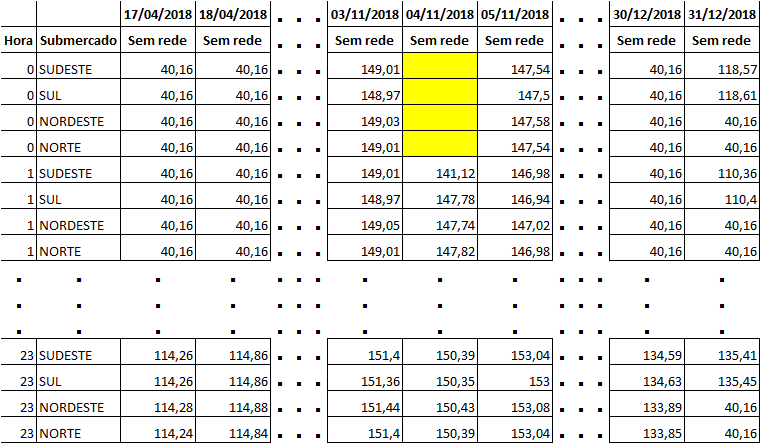 17/04/2018 18/04/2018 . . . 03/11/2018 04/11/2018 05/11/2018 . . . 30/12/2018 31/12/2018
Hora Submercado Sem rede Sem rede . . . Sem rede Sem rede Sem rede . . . Sem rede Sem rede
0 SUDESTE 40,16 40,16 . . . 149,01 147,54 . . . 40,16 118,57
0 SUL 40,16 40,16 . . . 148,97 147,5 . . . 40,16 118,61
0 NORDESTE 40,16 40,16 . . . 149,03 147,58 . . . 40,16 40,16
0 NORTE 40,16 40,16 . . . 149,01 147,54 . . . 40,16 40,16
1 SUDESTE 40,16 40,16 . . . 149,01 141,12 146,98 . . . 40,16 110,36
1 SUL 40,16 40,16 . . . 148,97 147,78 146,94 . . . 40,16 110,4
1 NORDESTE 40,16 40,16 . . . 149,05 147,74 147,02 . . . 40,16 40,16
1 NORTE 40,16 40,16 . . . 149,01 147,82 146,98 . . . 40,16 40,16
. . . . . . . . . . . . . . .
. . . . . . . . . . . . . . .
. . . . . . . . . . . . . . .
23 SUDESTE 114,26 114,86 . . . 151,4 150,39 153,04 . . . 134,59 135,41
23 SUL 114,26 114,86 . . . 151,36 150,35 153 . . . 134,63 135,45
23 NORDESTE 114,28 114,88 . . . 151,44 150,43 153,08 . . . 133,89 40,16
23 NORTE 114,24 114,84 . . . 151,4 150,39 153,04 . . . 133,85 40,16